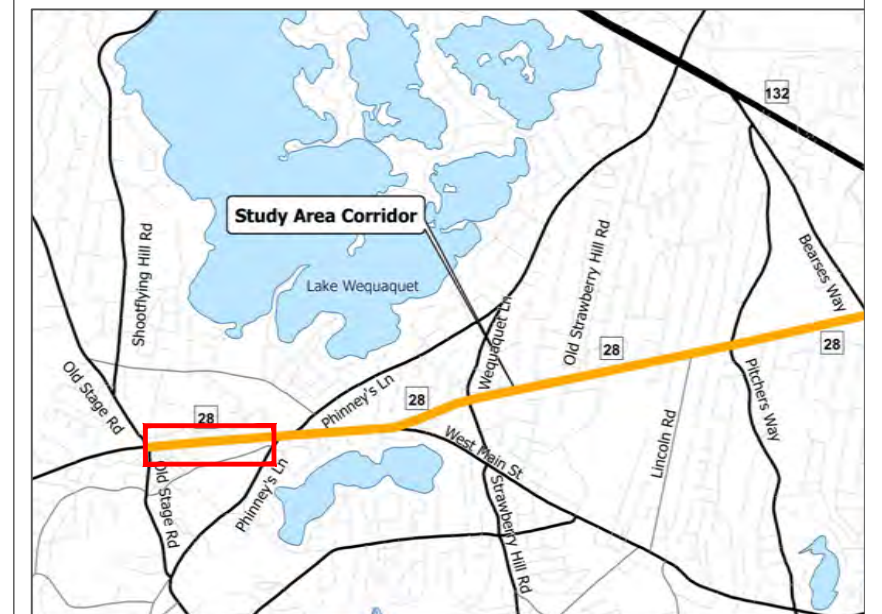 132
Study Area Corridor
Shootflying Hill Rd
Lake Wequaquet
Old Strawberry Hill Rd
Bearses Way
Wequaquet Ln
28
28
Old Stage Rd
Phinney's Ln
28
28
Pitchers Way
Lincoln Rd
West Main St
Old Stage Rd
Phinney's Ln
Strawberry Hill Rd